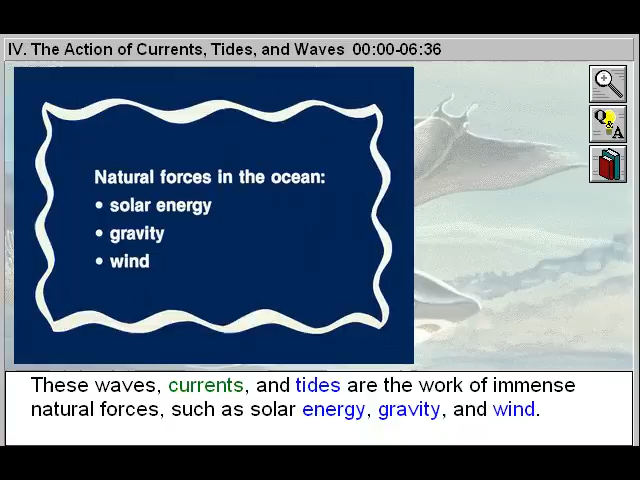 IV. The Action of Currents, Tides, and Waves 00:00-06:36
Natural forces in the ocean:
• solar energy
• gravity
• wind
Q
&
A
These waves, currents, and tides are the work of immense
natural forces, such as solar energy, gravity, and wind.